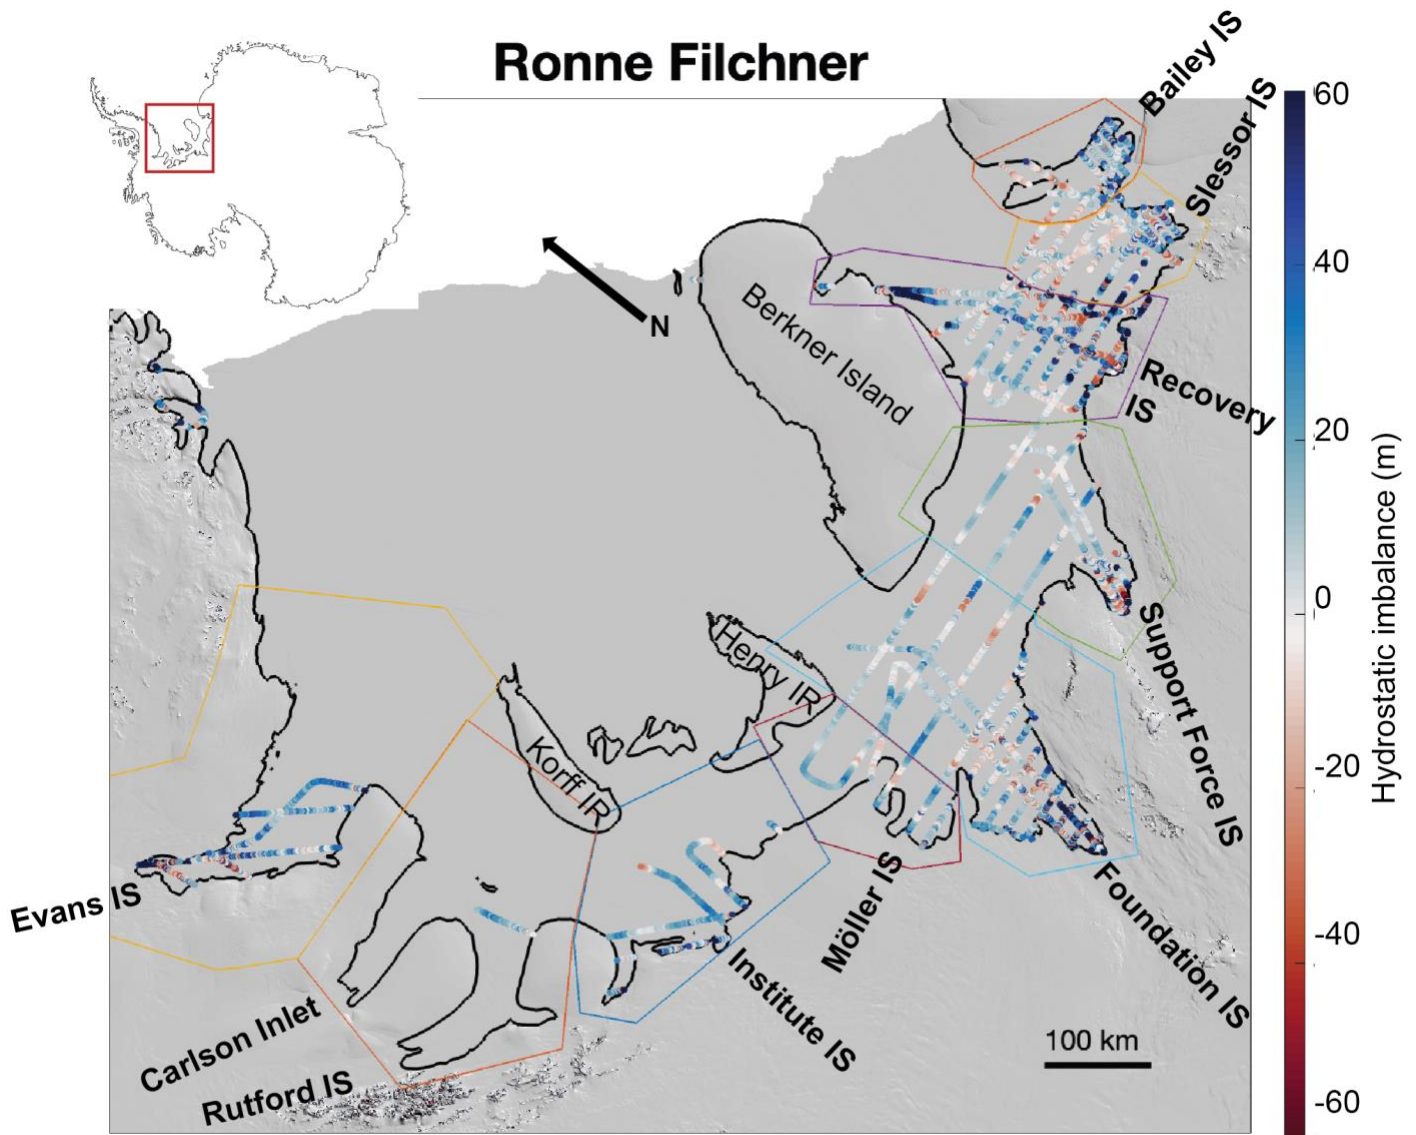 Ronne Filchner
Bailey IS
Slessor IS
60
40
20
0
-20
-40
-60
Hydrostatic imbalance (m)
N
Berkner Island
Recovery
IS
Support Force IS
Henry IR
Korff IR
Evans IS
Möller IS
Foundation IS
Institute IS
Carlson Inlet
Rutford IS
100 km